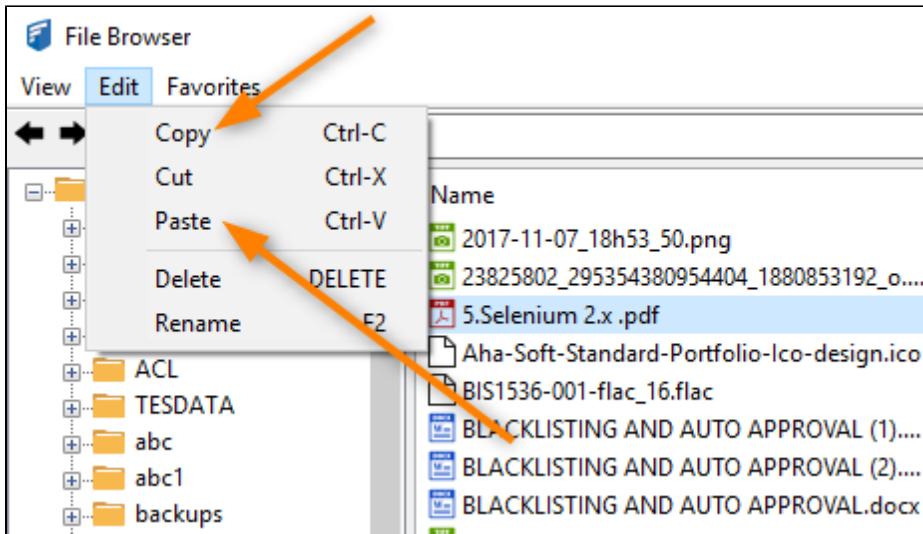 File Browser
View Edit Favorites
Copy Ctrl-C
Cut Ctrl-X
Paste Ctrl-V
Delete DELETE
Rename F2
ACL
TESDATA
abc
abc1
backups
Name
2017-11-07_18h53_50.png
23825802_295354380954404_1880853192_o....
5.Selenium 2.x .pdf
Aha-Soft-Standard-Portfolio-Ico-design.ico
BIS1536-001-flac_16.flac
BLACKLISTING AND AUTO APPROVAL (1)....
BLACKLISTING AND AUTO APPROVAL (2)....
BLACKLISTING AND AUTO APPROVAL.docx